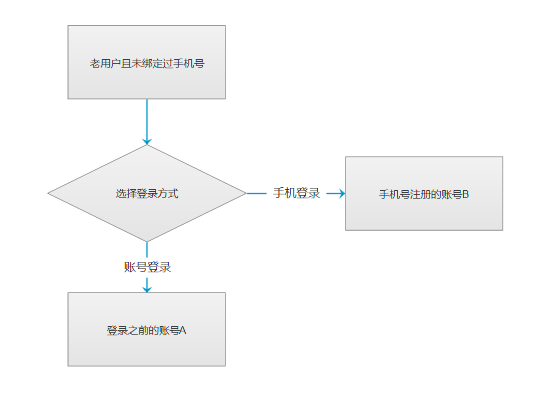 老用户且未绑定过手机号
选择登录方式
手机登录
手机号注册的账号B
账号登录
登录之前的账号A